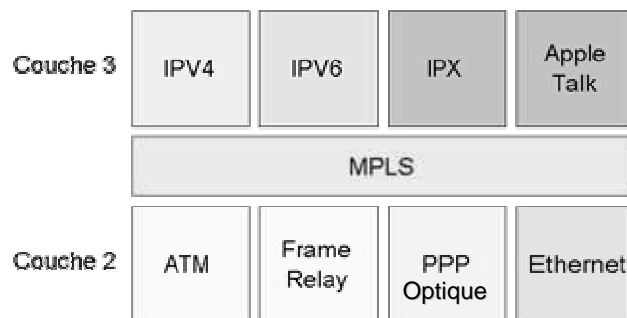 Couche 3
IPV4
IPV6
IPX
Apple
Talk
MPLS
Couche 2
ATM
Frame
Relay
PPP
Optique
Ethernet